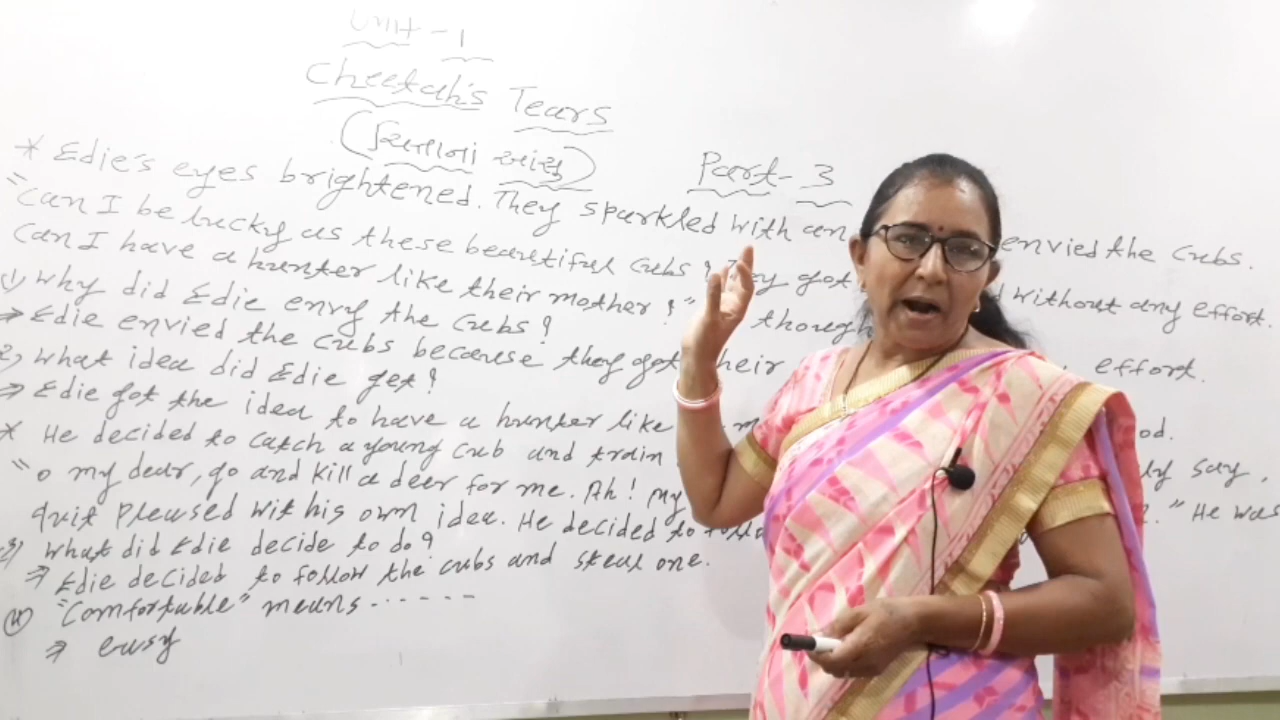 Unit - 1
Cheetah's Tears
(ચિત્તાનાં આંસુ)
Part - 3
* Edie's eyes brightened. They sparkled with an envied the cubs.
"can I be lucky as these beautiful cubs? They got without any effort.
can I have a hunter like their mother?" though
(1) why did Edie envy the cubs?
⇒ Edie envied the cubs because they got their effort.
2) what idea did Edie get?
⇒ Edie got the idea to have a hunter like
* He decided to catch a young cub and train say,
"o my dear, go and kill a deer for me. Ah! my " He was
quit pleased wit his own idea. He decided to follo
3) what did Edie decide to do?
⇒ Edie decided to follow the cubs and steal one.
(4) "Comfortable" means ......
⇒ easy